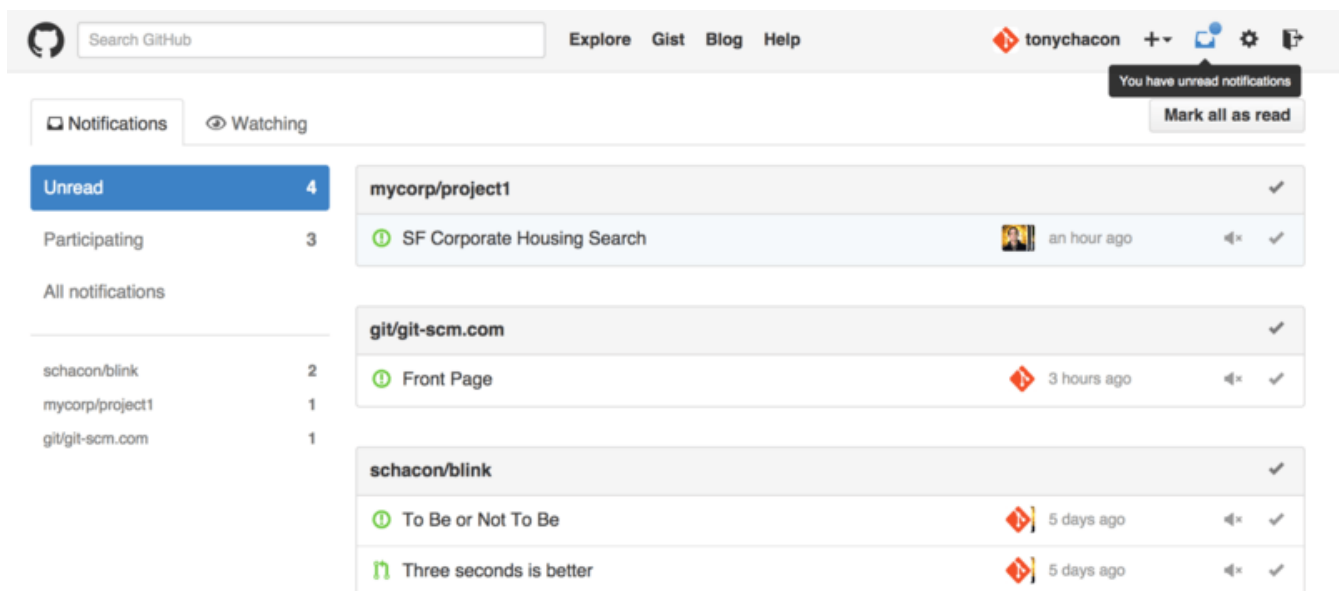 Search GitHub Explore Gist Blog Help tonychacon
You have unread notifications
Notifications Watching Mark all as read
Unread 4
Participating 3
All notifications
schacon/blink 2
mycorp/project1 1
git/git-scm.com 1
mycorp/project1
SF Corporate Housing Search an hour ago
git/git-scm.com
Front Page 3 hours ago
schacon/blink
To Be or Not To Be 5 days ago
Three seconds is better 5 days ago